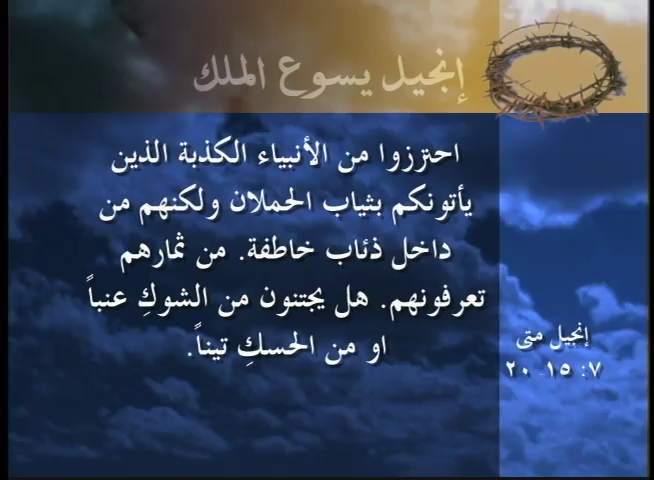 إنجيل يسوع الملك
احترزوا من الأنبياء الكذبة الذين
يأتونكم بثياب الحملان ولكنهم من
داخل ذئاب خاطفة. من ثمارهم
تعرفونهم. هل يجتنون من الشوكِ عنباً
او من الحسكِ تيناً.
إنجيل متى
٧: ١٥ـ ٢٠